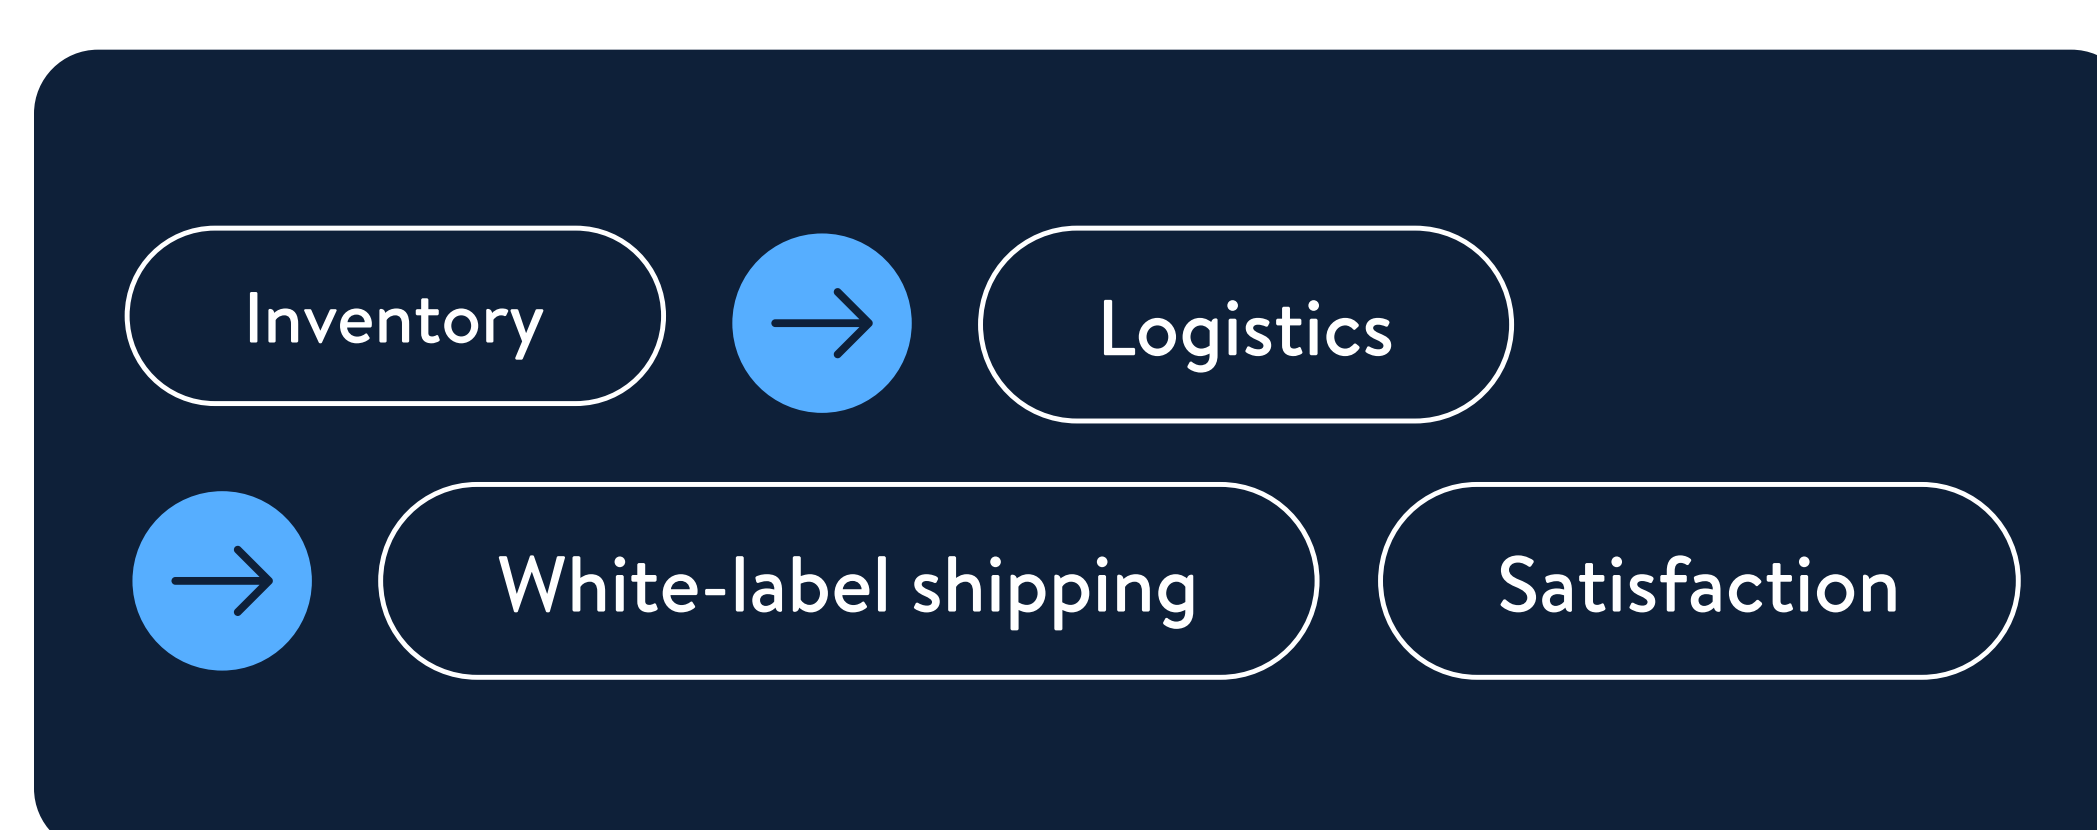 Inventory
Logistics
White-label shipping
Satisfaction